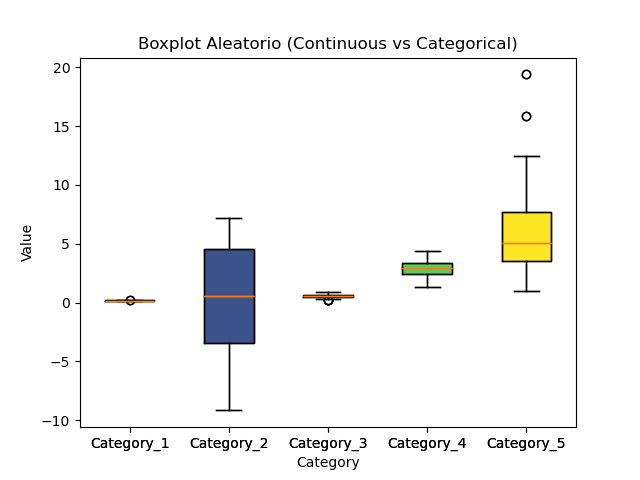 Boxplot Aleatorio (Continuous vs Categorical)
20
15
10
5
0
−5
−10
Value
Category_1 Category_2 Category_3 Category_4 Category_5
Category